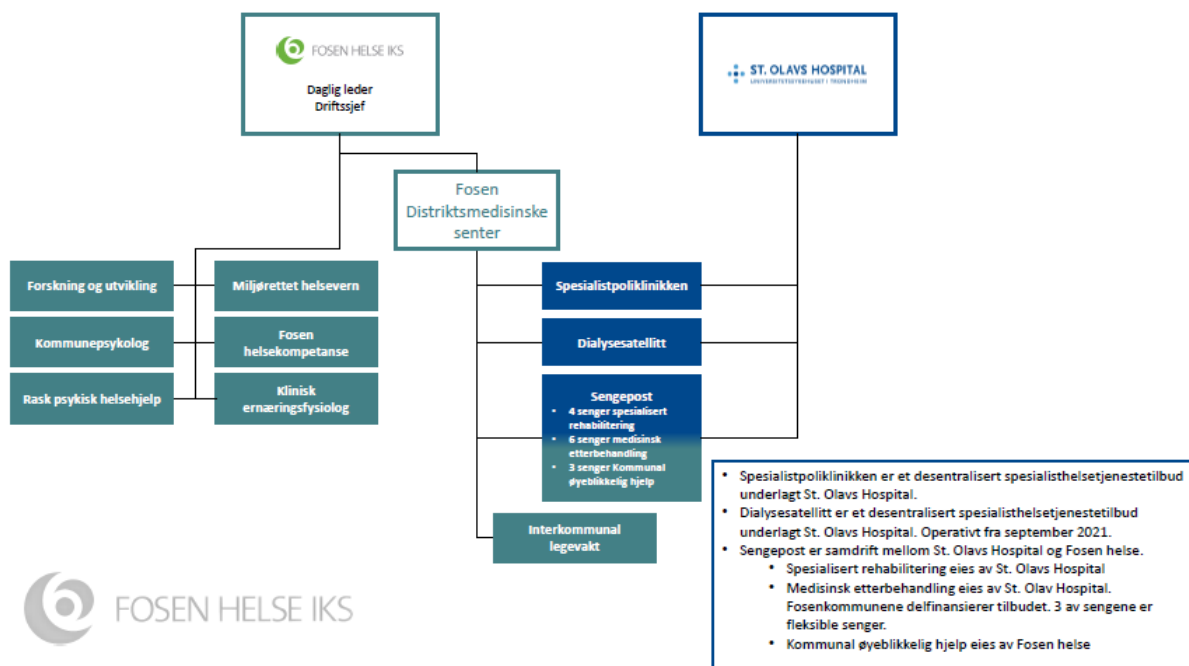 FOSEN HELSE IKS
Daglig leder
Driftssjef
ST. OLAVS HOSPITAL
UNIVERSITETSSYKEHUSET I TRONDHEIM
Fosen
Distriktsmedisinske
senter
Forskning og utvikling
Miljørettet helsevern
Kommunepsykolog
Fosen
helsekompetanse
Rask psykisk helsehjelp
Klinisk
ernæringsfysiolog
Spesialistpoliklinikken
Dialysesatellitt
Sengepost
• 4 senger spesialisert
rehabilitering
• 6 senger medisinsk
etterbehandling
• 3 senger Kommunal
øyeblikkelig hjelp
Interkommunal
legevakt
• Spesialistpoliklinikken er et desentralisert spesialisthelsetjenestetilbud
underlagt St. Olavs Hospital.
• Dialysesatellitt er et desentralisert spesialisthelsetjenestetilbud
underlagt St. Olavs Hospital. Operativt fra september 2021.
• Sengepost er samdrift mellom St. Olavs Hospital og Fosen helse.
• Spesialisert rehabilitering eies av St. Olavs Hospital
• Medisinsk etterbehandling eies av St. Olav Hospital.
Fosenkommunene delfinansierer tilbudet. 3 av sengene er
fleksible senger.
• Kommunal øyeblikkelig hjelp eies av Fosen helse
FOSEN HELSE IKS